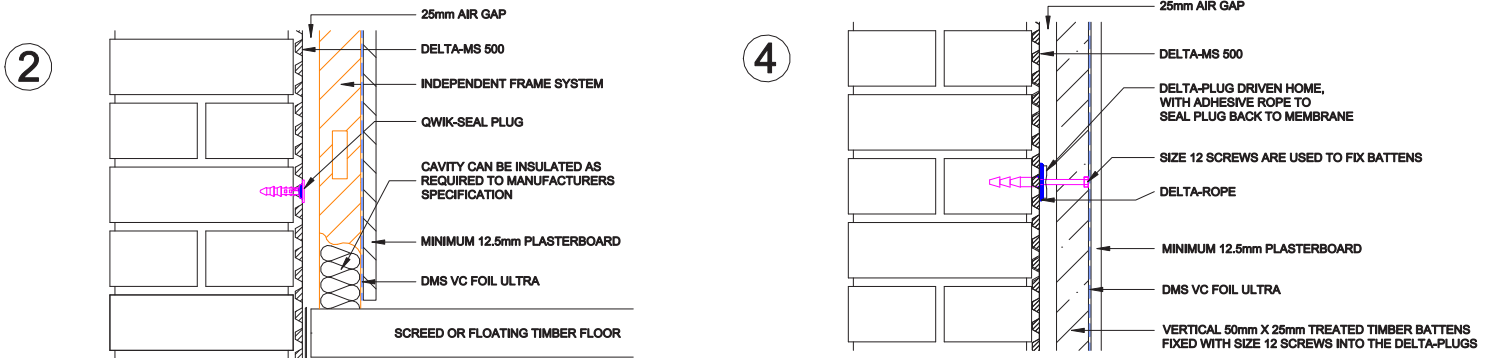 2
25mm AIR GAP
DELTA-MS 500
INDEPENDENT FRAME SYSTEM
QWIK-SEAL PLUG
CAVITY CAN BE INSULATED AS
REQUIRED TO MANUFACTURERS
SPECIFICATION
MINIMUM 12.5mm PLASTERBOARD
DMS VC FOIL ULTRA
SCREED OR FLOATING TIMBER FLOOR
4
25mm AIR GAP
DELTA-MS 500
DELTA-PLUG DRIVEN HOME,
WITH ADHESIVE ROPE TO
SEAL PLUG BACK TO MEMBRANE
SIZE 12 SCREWS ARE USED TO FIX BATTENS
DELTA-ROPE
MINIMUM 12.5mm PLASTERBOARD
DMS VC FOIL ULTRA
VERTICAL 50mm X 25mm TREATED TIMBER BATTENS
FIXED WITH SIZE 12 SCREWS INTO THE DELTA-PLUGS